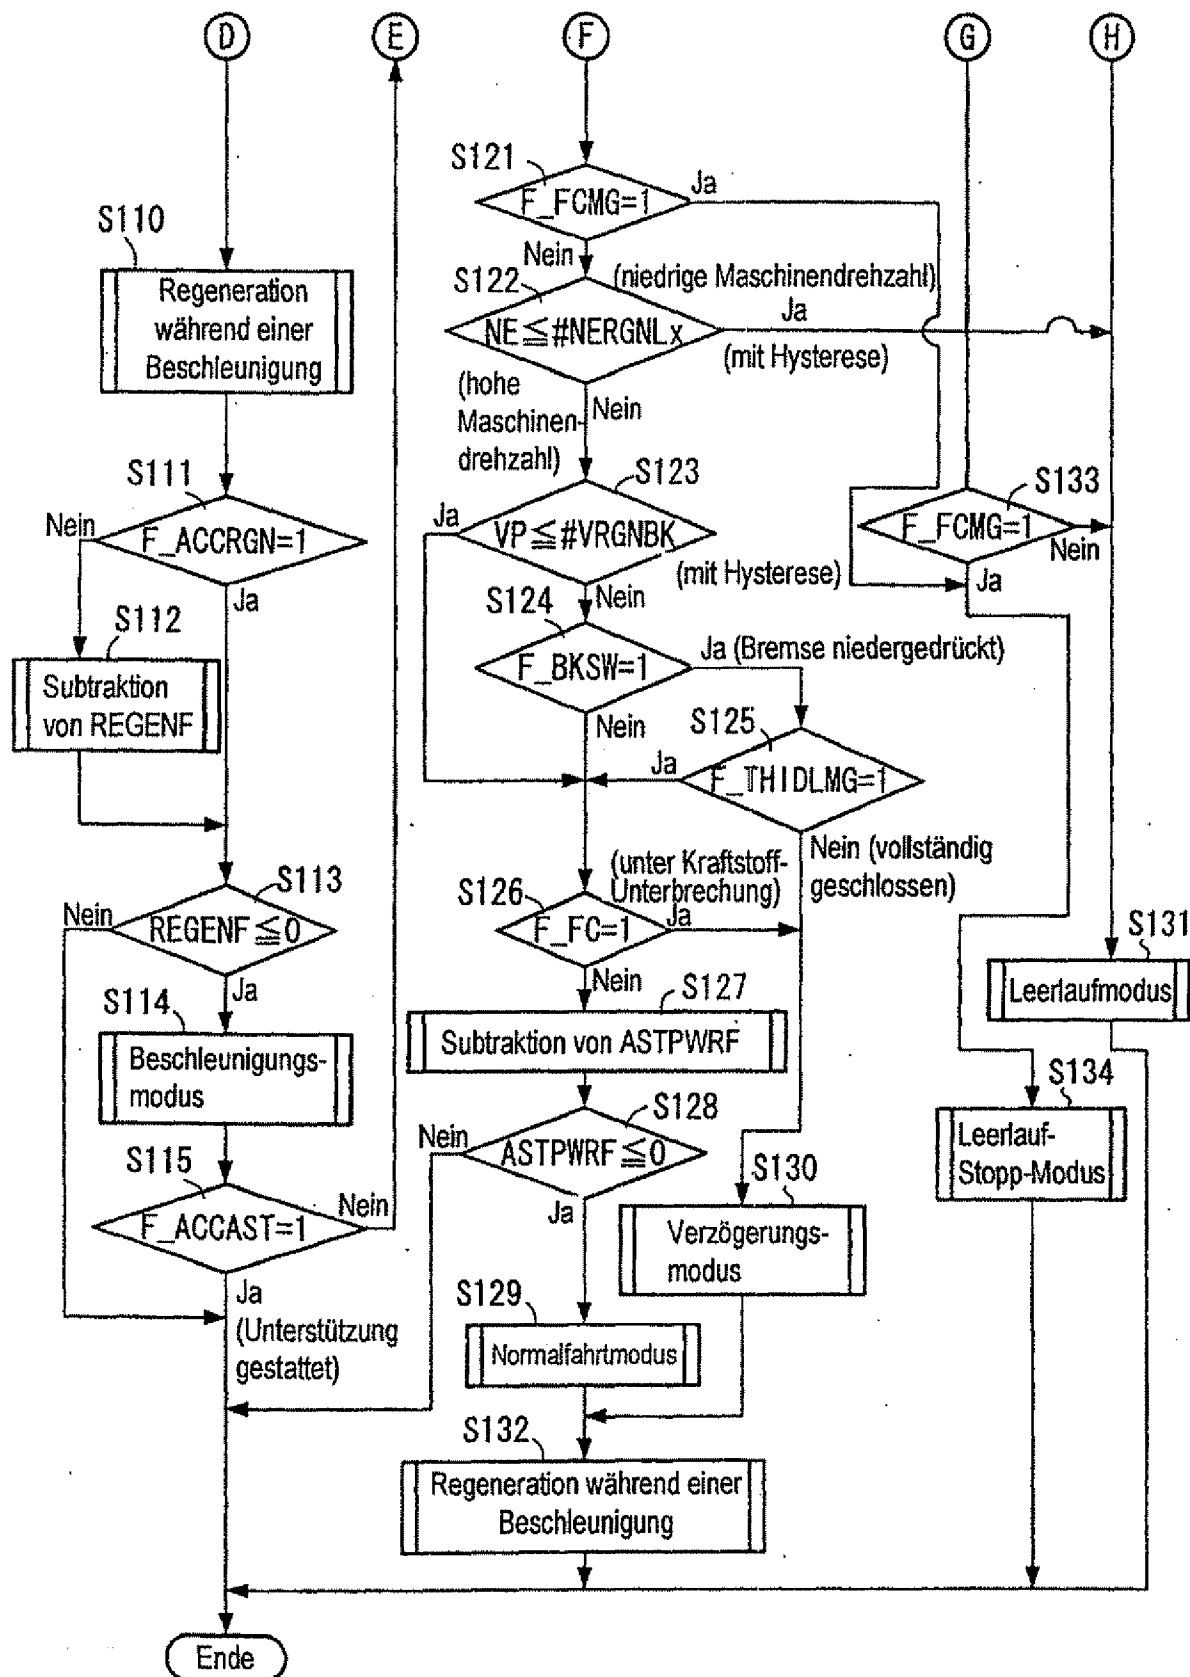 D
E
F
G
H
S110
Regeneration
während einer
Beschleunigung
S111
Nein
F_ACCRGN=1
Ja
S112
Subtraktion
von REGENF
S113
Nein
REGENF≦0
Ja
S114
Beschleunigungs-
modus
S115
F_ACCAST=1
Nein
Ja
(Unterstützung
gestattet)
S121
F_FCMG=1
Ja
Nein
S122
(niedrige Maschinendrehzahl)
NE≦#NERGNLx
Ja
(mit Hysterese)
(hohe
Maschinen-
drehzahl)
Nein
S123
Ja
VP≦#VRGNBK
(mit Hysterese)
Nein
S124
F_BKSW=1
Ja (Bremse niedergedrückt)
Nein
S125
Ja
F_THIDLMG=1
Nein (vollständig
geschlossen)
(unter Kraftstoff-
Unterbrechung)
S126
F_FC=1
Ja
Nein
S127
Subtraktion von ASTPWRF
S128
Nein
ASTPWRF≦0
Ja
S129
Normalfahrtmodus
S130
Verzögerungs-
modus
S132
Regeneration während einer
Beschleunigung
S133
F_FCMG=1
Nein
Ja
S131
Leerlaufmodus
S134
Leerlauf-
Stopp-Modus
Ende